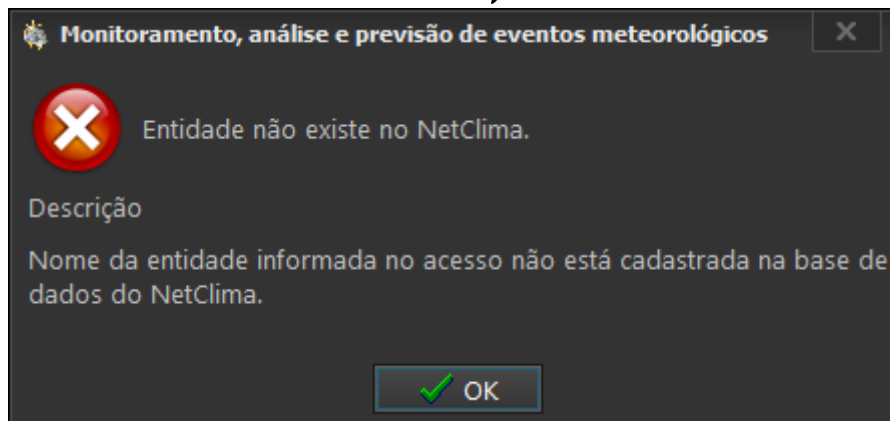 Monitoramento, análise e previsão de eventos meteorológicos
Entidade não existe no NetClima.
Descrição
Nome da entidade informada no acesso não está cadastrada na base de
dados do NetClima.
OK